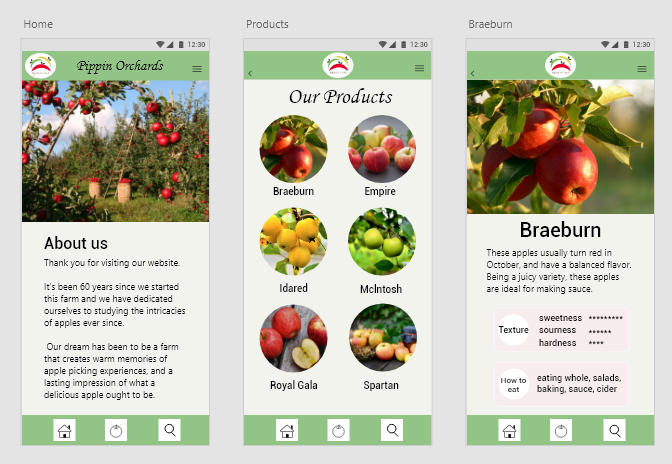 Home
12:30
Pippin Orchards
About us
Thank you for visiting our website.
It's been 60 years since we started
this farm and we have dedicated
ourselves to studying the intricacies
of apples ever since.
Our dream has been to be a farm
that creates warm memories of
apple picking experiences, and a
lasting impression of what a
delicious apple ought to be.
Products
12:30
Our Products
Braeburn
Empire
Idared
McIntosh
Royal Gala
Spartan
Braeburn
12:30
Braeburn
These apples usually turn red in
October, and have a balanced flavor.
Being a juicy variety, these apples
are ideal for making sauce.
Texture
sweetness *********
sourness ******
hardness ****
How to
eat
eating whole, salads,
baking, sauce, cider